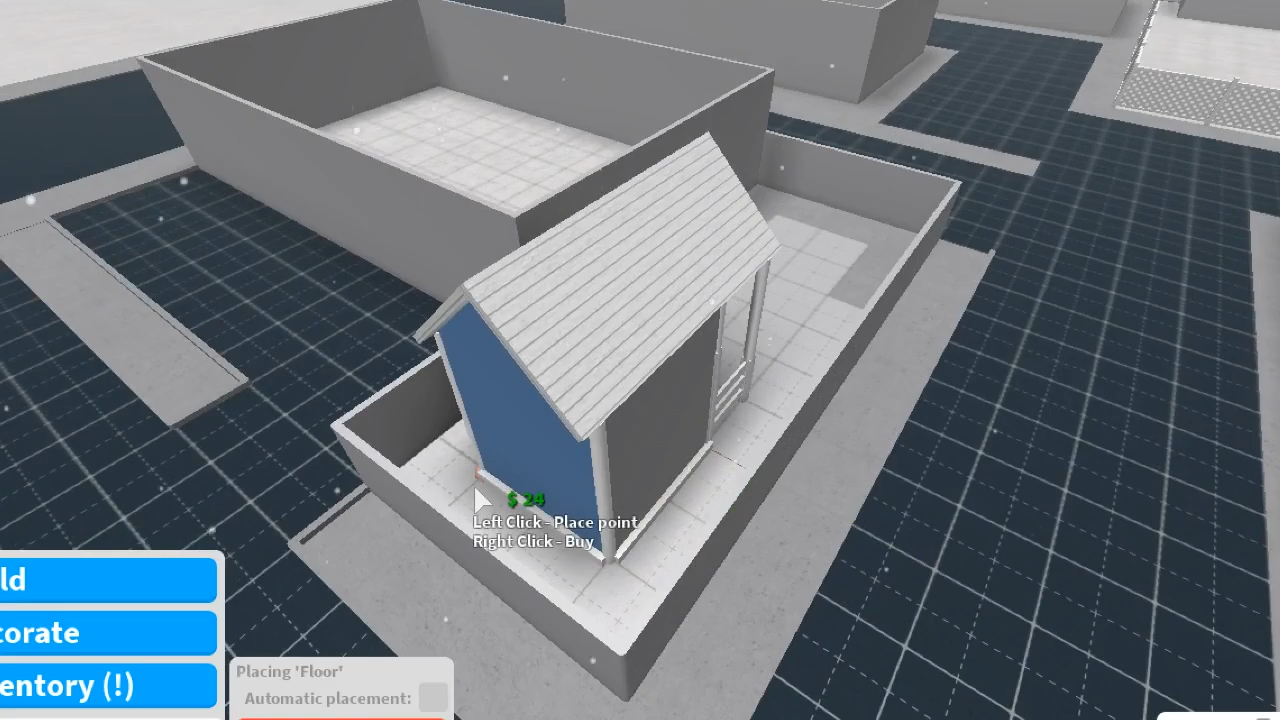 $ 24
Left Click - Place point
Right Click - Buy
ld
corate
entory (!)
Placing 'Floor'
Automatic placement: